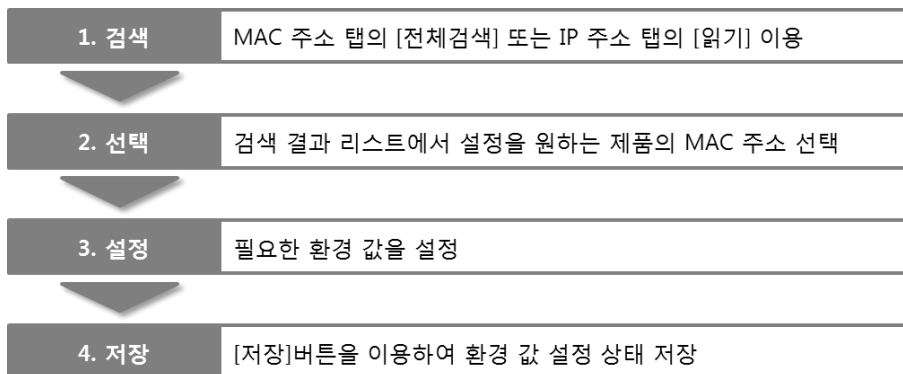 1. 검색 MAC 주소 탭의 [전체검색] 또는 IP 주소 탭의 [읽기] 이용
2. 선택 검색 결과 리스트에서 설정을 원하는 제품의 MAC 주소 선택
3. 설정 필요한 환경 값을 설정
4. 저장 [저장]버튼을 이용하여 환경 값 설정 상태 저장